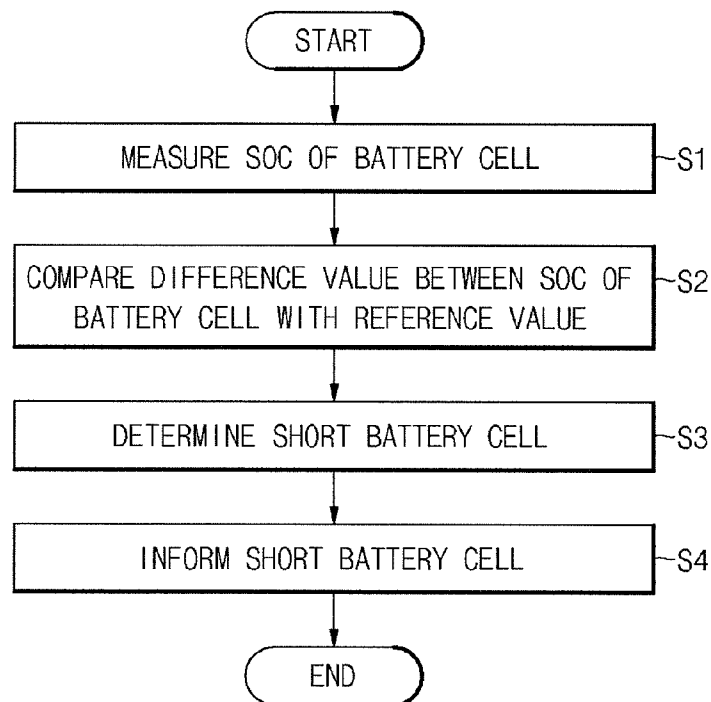 START
MEASURE SOC OF BATTERY CELL
~S1
COMPARE DIFFERENCE VALUE BETWEEN SOC OF
BATTERY CELL WITH REFERENCE VALUE
~S2
DETERMINE SHORT BATTERY CELL
~S3
INFORM SHORT BATTERY CELL
~S4
END